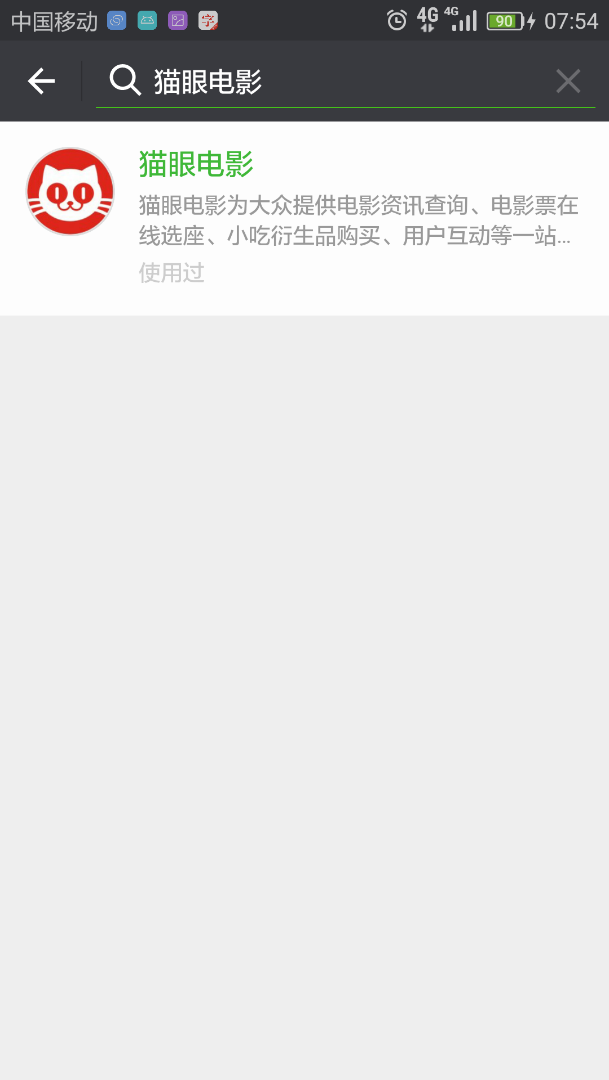 中国移动 字 4G 4G 90 07:54
猫眼电影
猫眼电影
猫眼电影为大众提供电影资讯查询、电影票在
线选座、小吃衍生品购买、用户互动等一站...
使用过